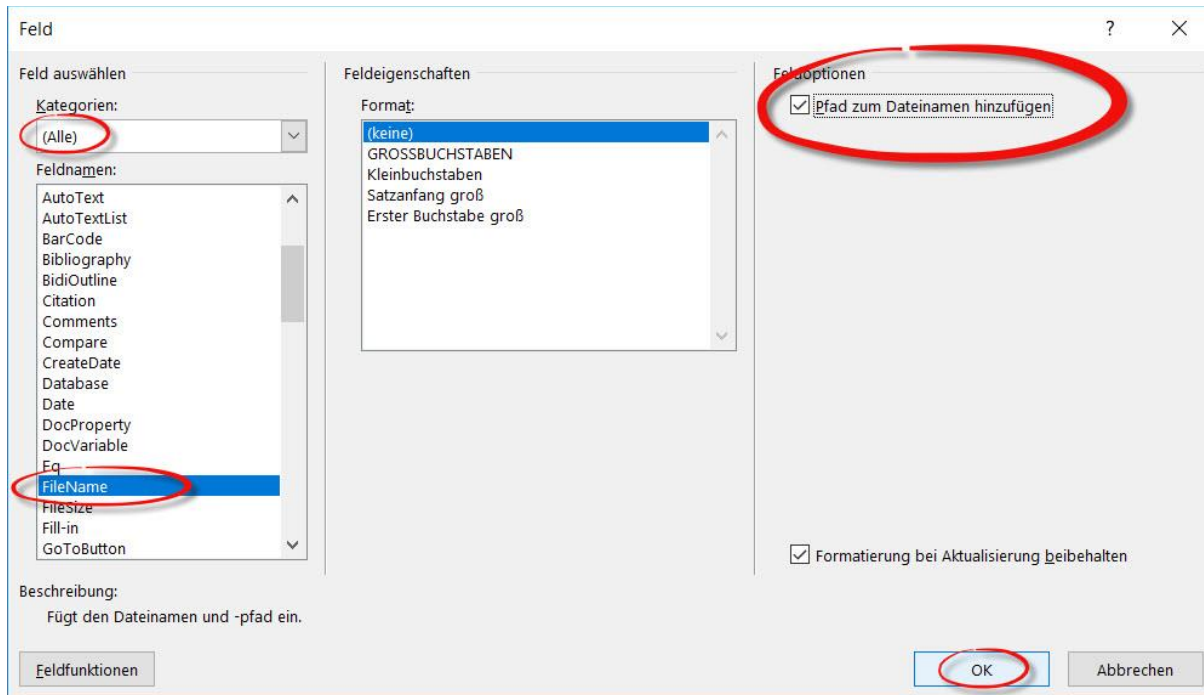 Feld
?
Feld auswählen
Kategorien:
(Alle)
Feldnamen:
AutoText
AutoTextList
BarCode
Bibliography
BidiOutline
Citation
Comments
Compare
CreateDate
Database
Date
DocProperty
DocVariable
Eq
FileName
FileSize
Fill-in
GoToButton
Feldeigenschaften
Format:
(keine)
GROSSBUCHSTABEN
Kleinbuchstaben
Satzanfang groß
Erster Buchstabe groß
Feldoptionen
Pfad zum Dateinamen hinzufügen
Formatierung bei Aktualisierung beibehalten
Beschreibung:
Fügt den Dateinamen und -pfad ein.
Feldfunktionen
OK
Abbrechen